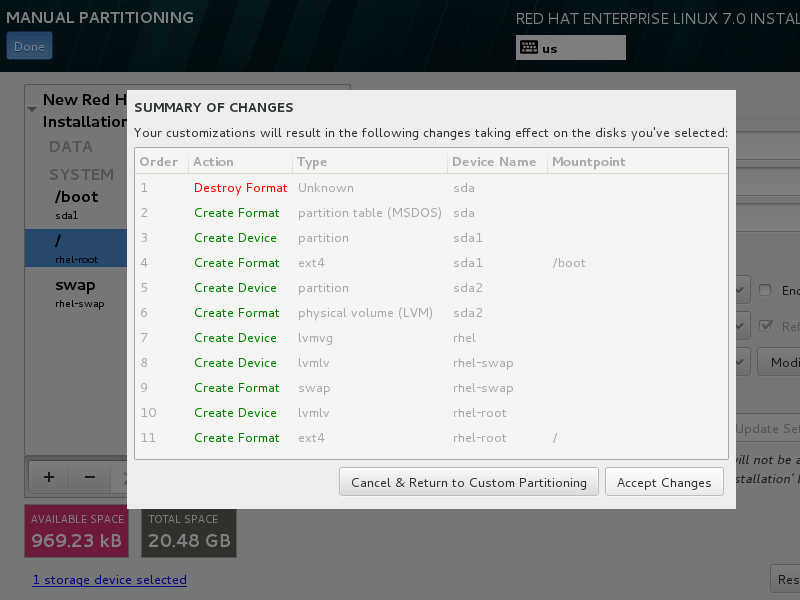 MANUAL PARTITIONING
RED HAT ENTERPRISE LINUX 7.0 INSTAL
Done
us
New Red H
Installation
DATA
SYSTEM
/boot
sda1
/
rhel-root
swap
rhel-swap
SUMMARY OF CHANGES
Your customizations will result in the following changes taking effect on the disks you've selected:
Order Action Type Device Name Mountpoint
1 Destroy Format Unknown sda
2 Create Format partition table (MSDOS) sda
3 Create Device partition sda1
4 Create Format ext4 sda1 /boot
5 Create Device partition sda2
6 Create Format physical volume (LVM) sda2
7 Create Device lvmvg rhel
8 Create Device lvmlv rhel-swap
9 Create Format swap rhel-swap
10 Create Device lvmlv rhel-root
11 Create Format ext4 rhel-root /
Cancel & Return to Custom Partitioning Accept Changes
Enc
Ref
Modi
Update Set
will not be a
nstallation' b
+ −
AVAILABLE SPACE
969.23 kB
TOTAL SPACE
20.48 GB
1 storage device selected
Res